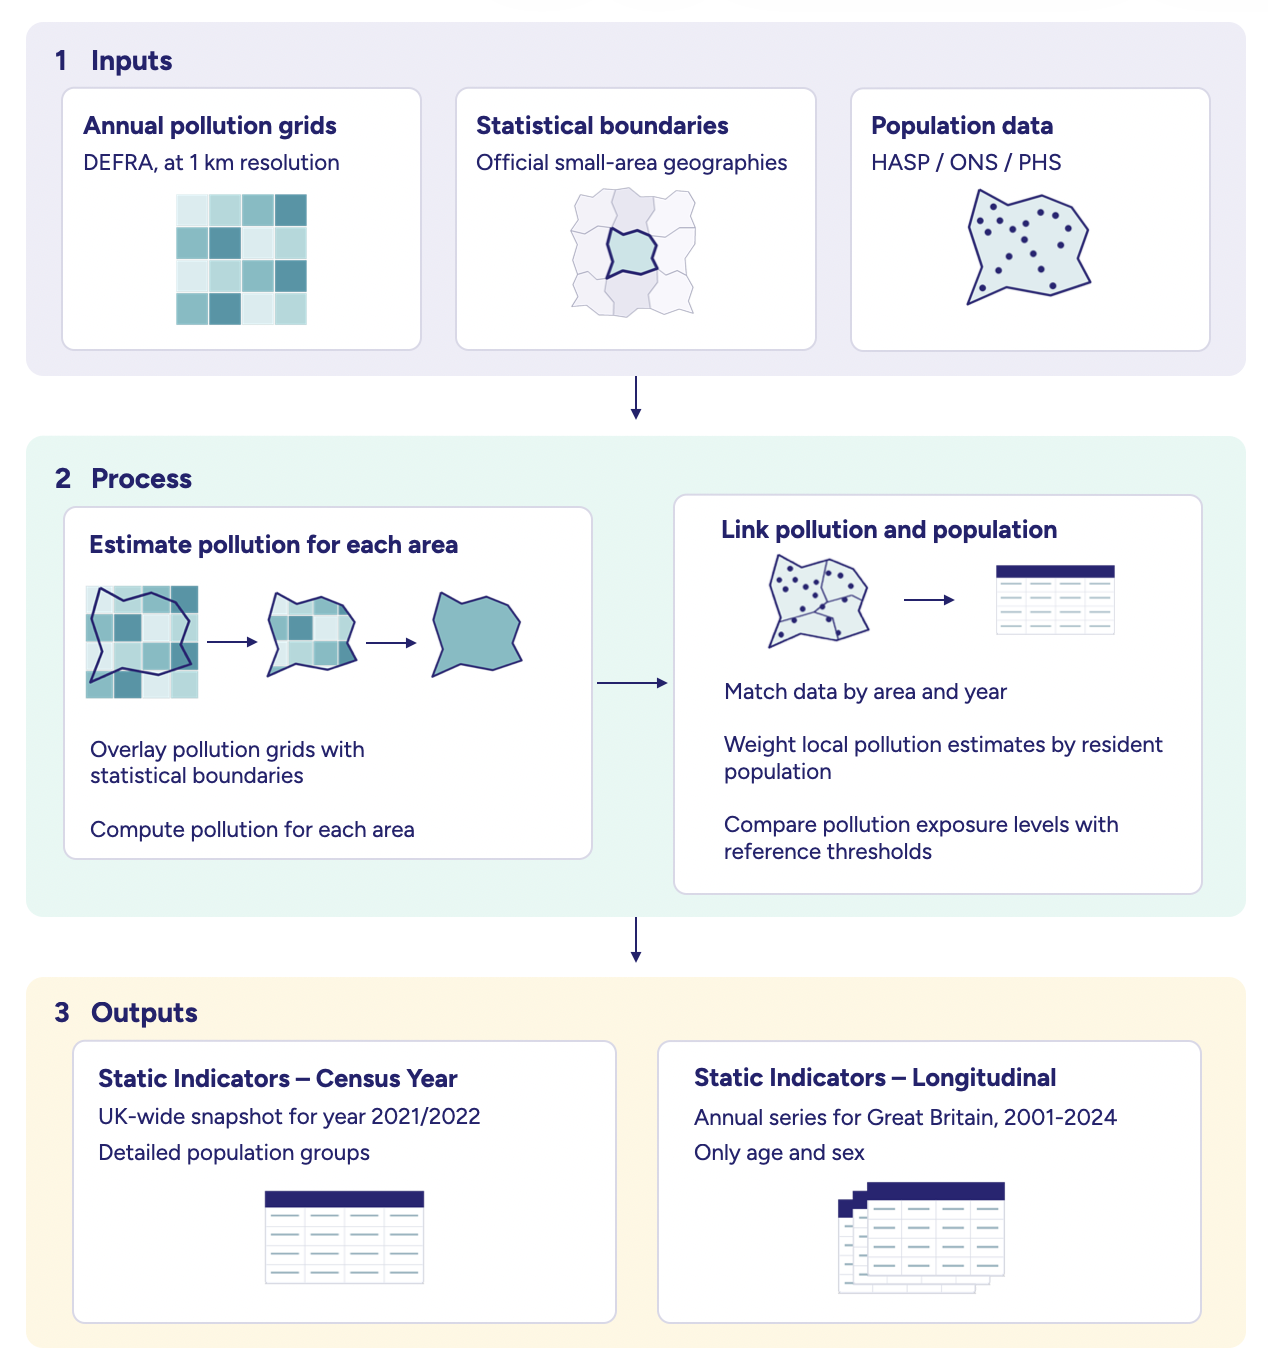 1 Inputs
Annual pollution grids
DEFRA, at 1 km resolution
Statistical boundaries
Official small-area geographies
Population data
HASP / ONS / PHS
2 Process
Estimate pollution for each area
Overlay pollution grids with
statistical boundaries
Compute pollution for each area
Link pollution and population
Match data by area and year
Weight local pollution estimates by resident
population
Compare pollution exposure levels with
reference thresholds
3 Outputs
Static Indicators – Census Year
UK-wide snapshot for year 2021/2022
Detailed population groups
Static Indicators – Longitudinal
Annual series for Great Britain, 2001-2024
Only age and sex